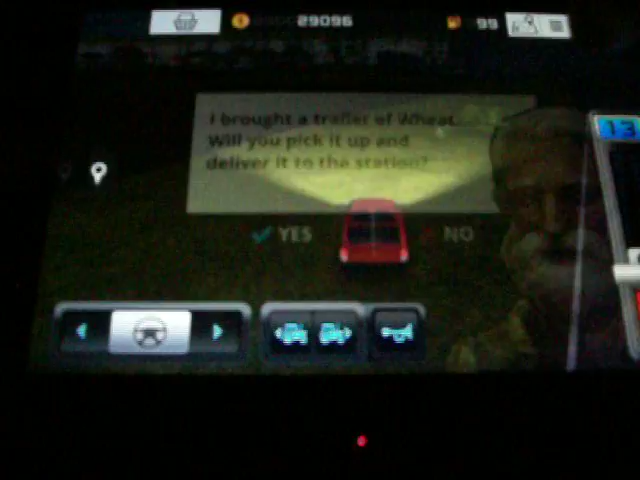 29096
99
I brought a trailer of Wheat.
Will you pick it up and
deliver it to the station?
YES
NO
13